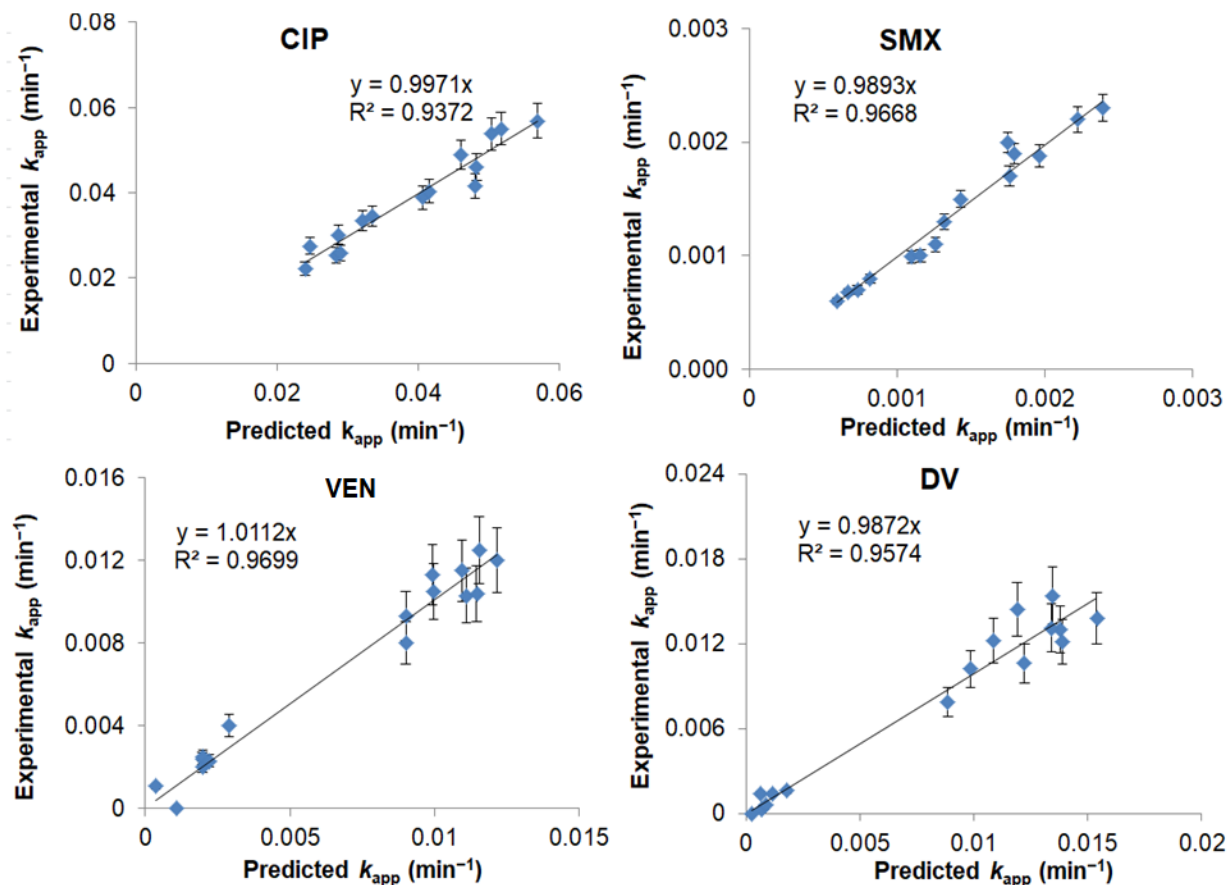 CIP
y = 0.9971x
R² = 0.9372
Experimental kapp (min⁻¹)
0.08
0.06
0.04
0.02
0
0 0.02 0.04 0.06
Predicted kapp (min⁻¹)
SMX
y = 0.9893x
R² = 0.9668
Experimental kapp (min⁻¹)
0.003
0.002
0.001
0.000
0 0.001 0.002 0.003
Predicted kapp (min⁻¹)
VEN
y = 1.0112x
R² = 0.9699
Experimental kapp (min⁻¹)
0.016
0.012
0.008
0.004
0
0 0.005 0.01 0.015
Predicted kapp (min⁻¹)
DV
y = 0.9872x
R² = 0.9574
Experimental kapp (min⁻¹)
0.024
0.018
0.012
0.006
0
0 0.005 0.01 0.015 0.02
Predicted kapp (min⁻¹)